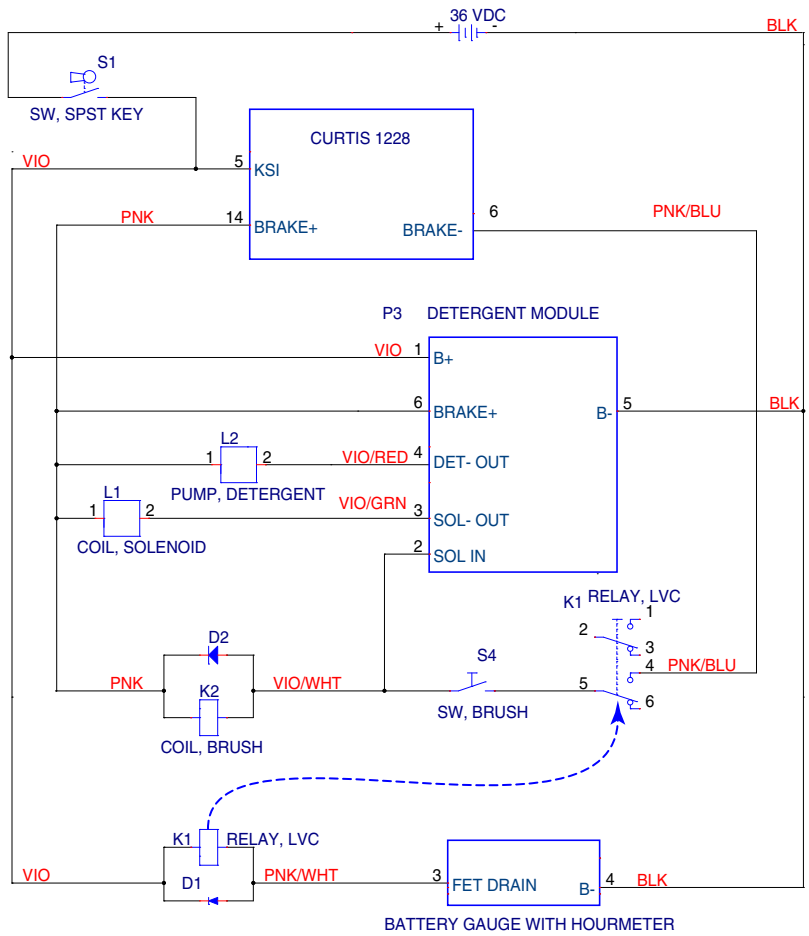 36 VDC
+ - BLK
S1
SW, SPST KEY
CURTIS 1228
VIO 5 KSI
PNK 14 BRAKE+
6 BRAKE- PNK/BLU
P3 DETERGENT MODULE
VIO 1 B+
6 BRAKE+ B- 5 BLK
L2
1 2 VIO/RED 4 DET- OUT
PUMP, DETERGENT
L1
1 2 VIO/GRN 3 SOL- OUT
COIL, SOLENOID
2 SOL IN
K1 RELAY, LVC
1
2
3
D2
S4
4 PNK/BLU
PNK K2 VIO/WHT 5
6
SW, BRUSH
COIL, BRUSH
K1 RELAY, LVC
VIO D1 PNK/WHT 3 FET DRAIN B- 4 BLK
BATTERY GAUGE WITH HOURMETER